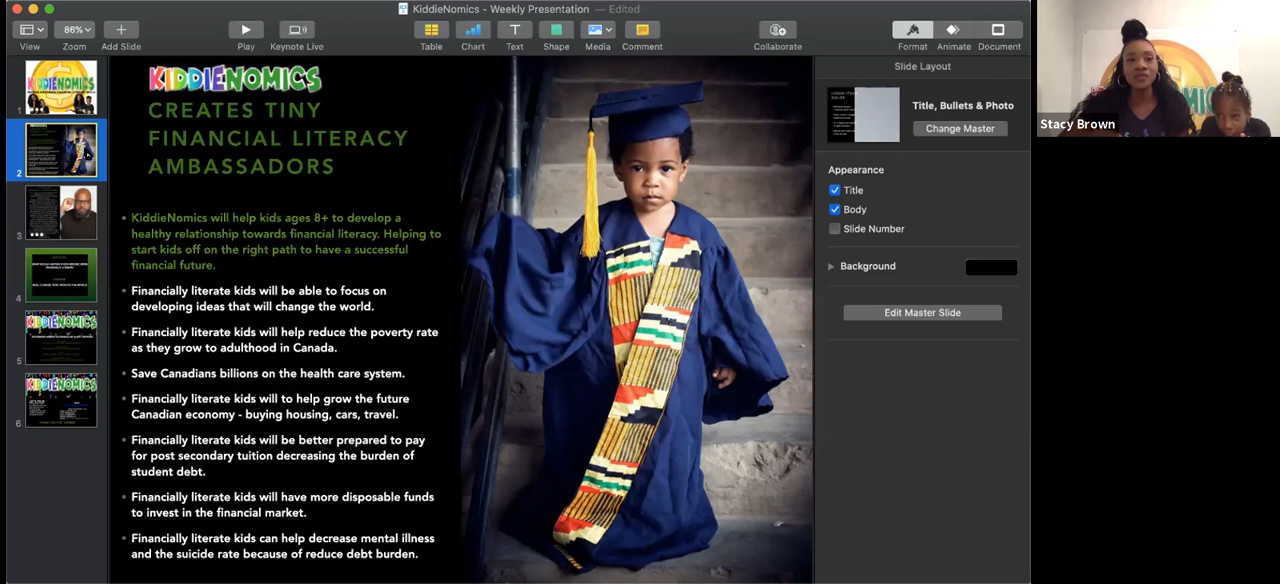 KiddieNomics - Weekly Presentation — Edited
86%
View
Zoom
Add Slide
Play
Keynote Live
Table
Chart
Text
Shape
Media
Comment
Collaborate
Format
Animate
Document
1
KIDDIENOMICS
2
3
4
5
KIDDIENOMICS
6
KIDDIENOMICS
KIDDIENOMICS
CREATES TINY
FINANCIAL LITERACY
AMBASSADORS
KiddieNomics will help kids ages 8+ to develop a
healthy relationship towards financial literacy. Helping to
start kids off on the right path to have a successful
financial future.
Financially literate kids will be able to focus on
developing ideas that will change the world.
Financially literate kids will help reduce the poverty rate
as they grow to adulthood in Canada.
Save Canadians billions on the health care system.
Financially literate kids will to help grow the future
Canadian economy - buying housing, cars, travel.
Financially literate kids will be better prepared to pay
for post secondary tuition decreasing the burden of
student debt.
Financially literate kids will have more disposable funds
to invest in the financial market.
Financially literate kids can help decrease mental illness
and the suicide rate because of reduce debt burden.
Slide Layout
Title, Bullets & Photo
Change Master
Appearance
Title
Body
Slide Number
Background
Edit Master Slide
Stacy Brown